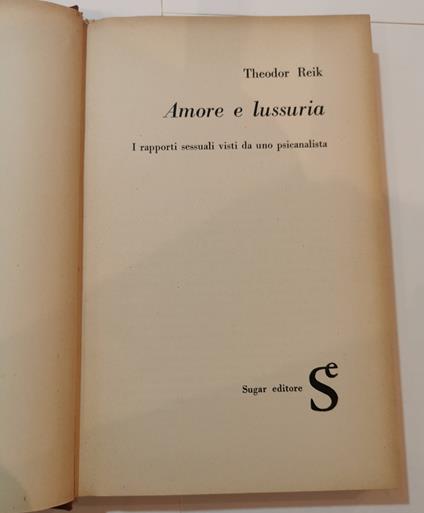 Theodor Reik
Amore e lussuria
I rapporti sessuali visti da uno psicanalista
Sugar editore Se